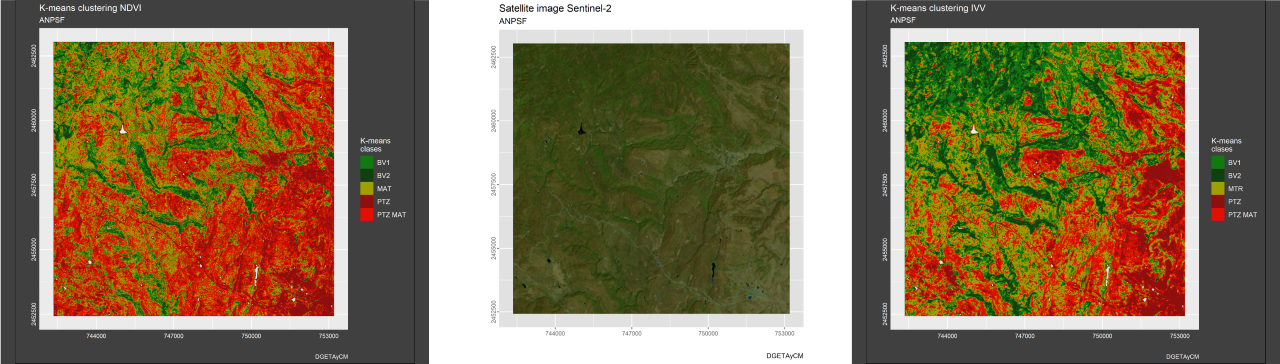 K-means clustering NDVI
ANPSF
2462500
2460000
2457500
2455000
2452500
744000 747000 750000 753000
K-means
clases
BV1
BV2
MAT
PTZ
PTZ MAT
DGETAyCM
Satellite image Sentinel-2
ANPSF
2462500
2460000
2457500
2455000
2452500
744000 747000 750000 753000
DGETAyCM
K-means clustering IVV
ANPSF
2462500
2460000
2457500
2455000
2452500
744000 747000 750000 753000
K-means
clases
BV1
BV2
MTR
PTZ
PTZ MAT
DGETAyCM